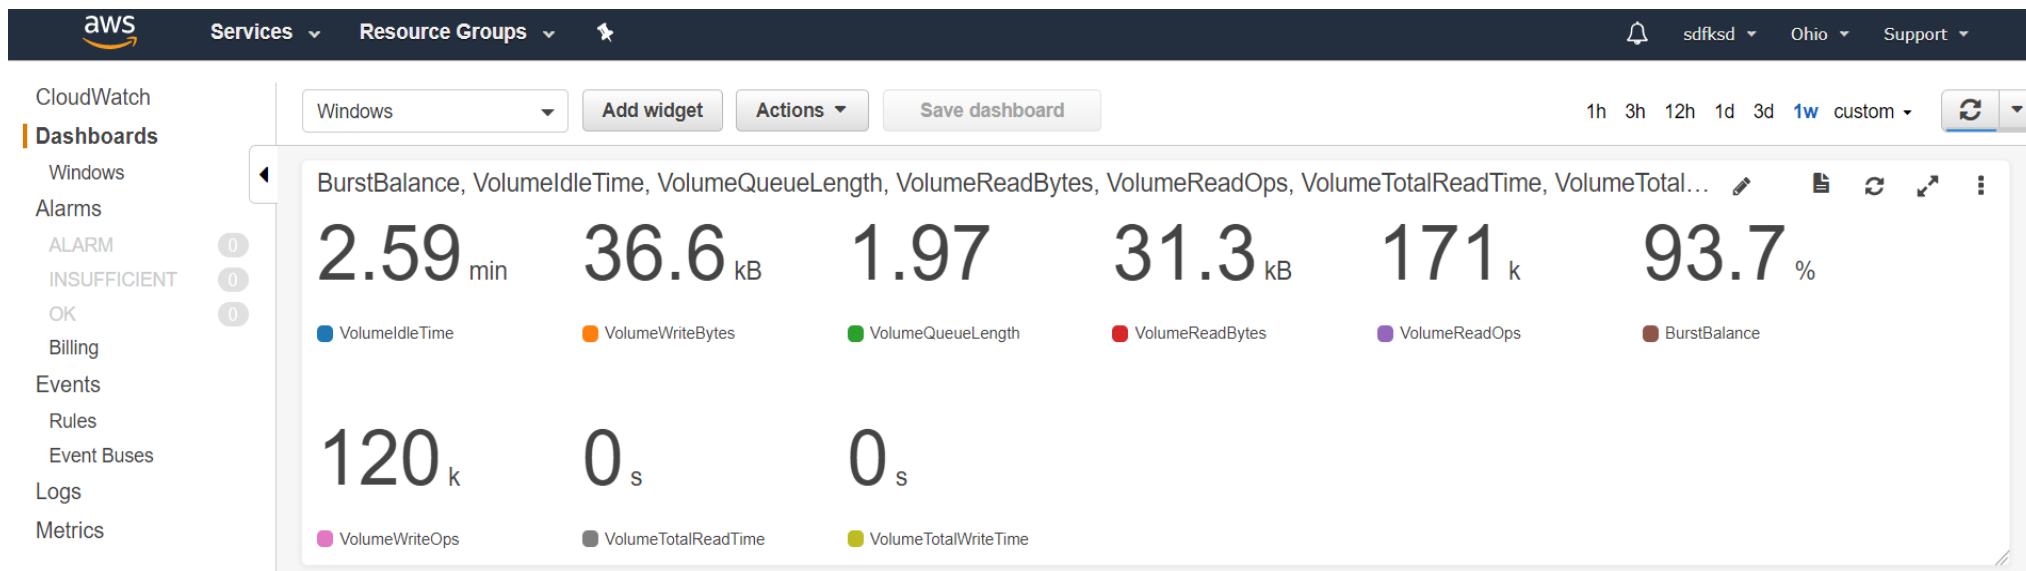 aws Services Resource Groups sdfksd Ohio Support
CloudWatch
Dashboards
Windows
Alarms
ALARM 0
INSUFFICIENT 0
OK 0
Billing
Events
Rules
Event Buses
Logs
Metrics
Windows Add widget Actions Save dashboard 1h 3h 12h 1d 3d 1w custom
BurstBalance, VolumeIdleTime, VolumeQueueLength, VolumeReadBytes, VolumeReadOps, VolumeTotalReadTime, VolumeTotal...
2.59 min 36.6 kB 1.97 31.3 kB 171 k 93.7 %
VolumeIdleTime VolumeWriteBytes VolumeQueueLength VolumeReadBytes VolumeReadOps BurstBalance
120 k 0 s 0 s
VolumeWriteOps VolumeTotalReadTime VolumeTotalWriteTime